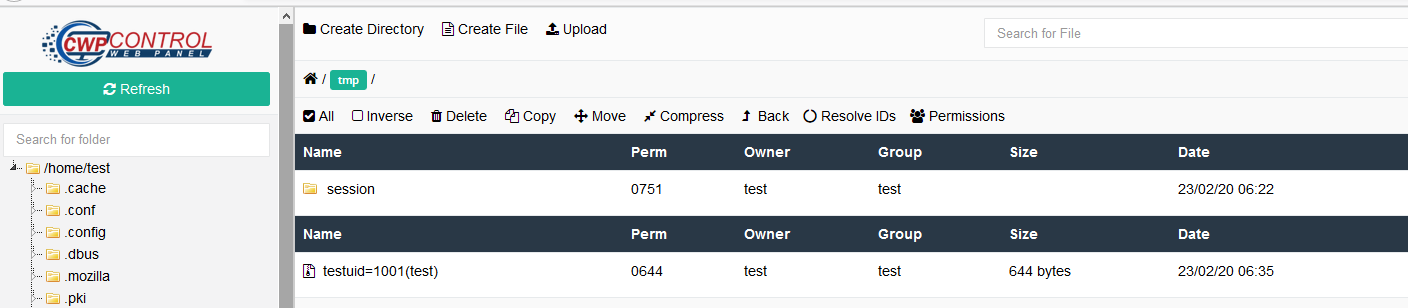 CWP CONTROL
WEB PANEL
Refresh
Search for folder
/home/test
.cache
.conf
.config
.dbus
.mozilla
.pki
Create Directory Create File Upload
Search for File
/ tmp /
All Inverse Delete Copy Move Compress Back Resolve IDs Permissions
Name Perm Owner Group Size Date
session 0751 test test 23/02/20 06:22
Name Perm Owner Group Size Date
testuid=1001(test) 0644 test test 644 bytes 23/02/20 06:35